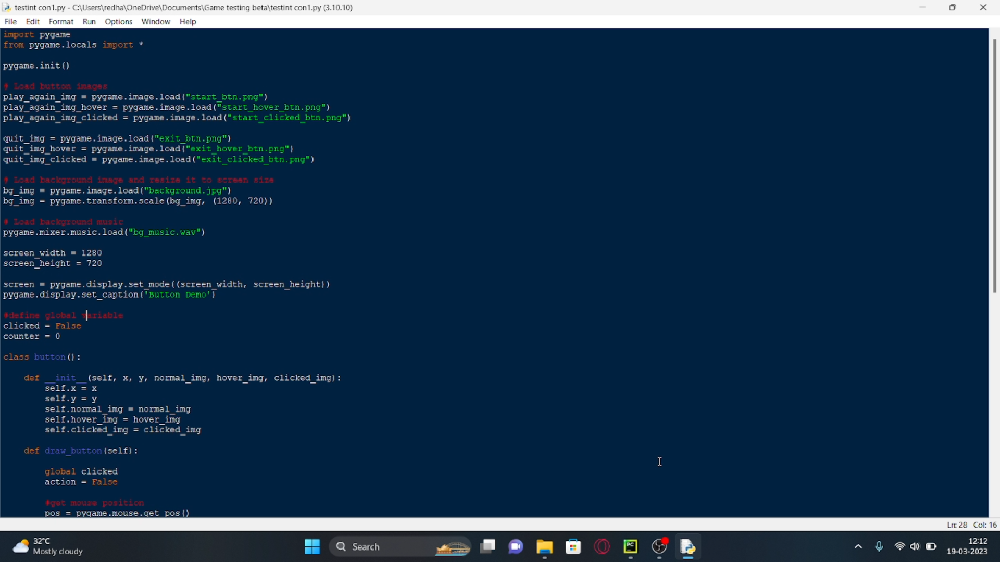 testint con1.py - C:\Users\redha\OneDrive\Documents\Game testing beta\testint con1.py (3.10.10)
File Edit Format Run Options Window Help
import pygame
from pygame.locals import *
pygame.init()
# Load button images
play_again_img = pygame.image.load("start_btn.png")
play_again_img_hover = pygame.image.load("start_hover_btn.png")
play_again_img_clicked = pygame.image.load("start_clicked_btn.png")
quit_img = pygame.image.load("exit_btn.png")
quit_img_hover = pygame.image.load("exit_hover_btn.png")
quit_img_clicked = pygame.image.load("exit_clicked_btn.png")
# Load background image and resize it to screen size
bg_img = pygame.image.load("background.jpg")
bg_img = pygame.transform.scale(bg_img, (1280, 720))
# Load background music
pygame.mixer.music.load("bg_music.wav")
screen_width = 1280
screen_height = 720
screen = pygame.display.set_mode((screen_width, screen_height))
pygame.display.set_caption('Button Demo')
#define global variable
clicked = False
counter = 0
class button():
def __init__(self, x, y, normal_img, hover_img, clicked_img):
self.x = x
self.y = y
self.normal_img = normal_img
self.hover_img = hover_img
self.clicked_img = clicked_img
def draw_button(self):
global clicked
action = False
#get mouse position
pos = pygame.mouse.get_pos()
Ln: 28 Col: 16
32°C
Mostly cloudy
Search
PC
12:12
19-03-2023